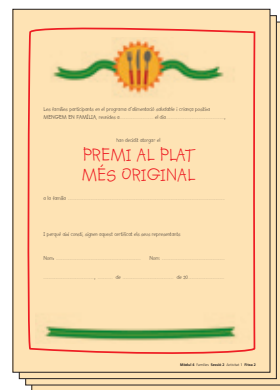 Les famílies participants en el programa d'alimentació saludable i criança positiva
MENGEM EN FAMÍLIA, reunides a ........................ el dia ........................,
han decidit atorgar el
PREMI AL PLAT
MÉS ORIGINAL
a la família ........................
I perquè així consti, signen aquest certificat els seus representants:
Nom: ........................ Nom: ........................
........................, ........ de ........................ de 20........................
Mòdul 6 Famílies Sessió 2 Activitat 1 Fitxa 2